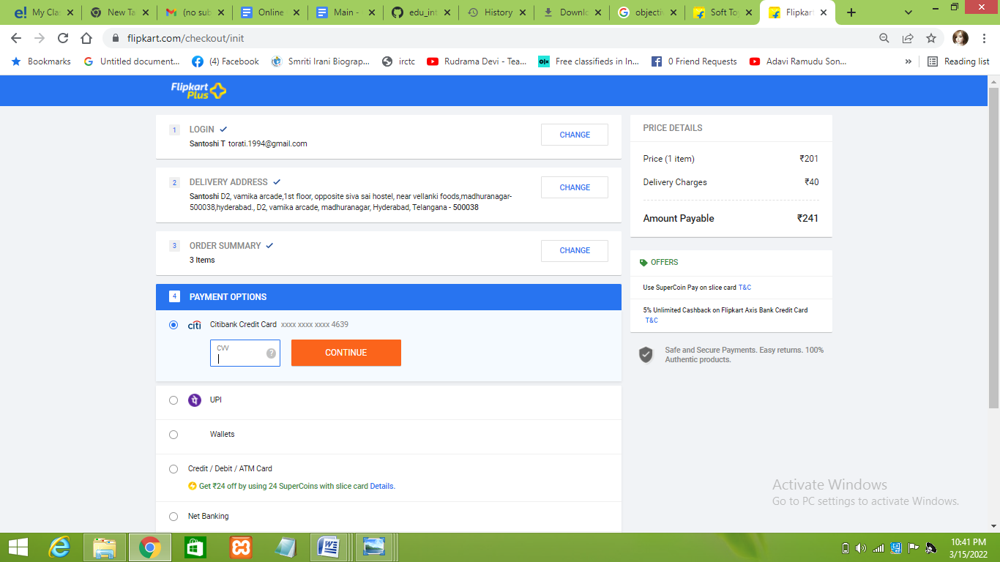 My Cla
New Ta
(no sub
Online
Main -
edu_int
History
Downlo
objectiv
Soft To
Flipkart
flipkart.com/checkout/init
Bookmarks
Untitled document...
(4) Facebook
Smriti Irani Biograp...
irctc
Rudrama Devi - Tea...
olx
Free classifieds in In...
0 Friend Requests
Adavi Ramudu Son...
»
Reading list
Flipkart
Plus
1 LOGIN
CHANGE
Santoshi T torati.1994@gmail.com
2 DELIVERY ADDRESS
CHANGE
Santoshi D2, vamika arcade,1st floor, opposite siva sai hostel, near vellanki foods,madhuranagar-
500038,hyderabad., D2, vamika arcade, madhuranagar, Hyderabad, Telangana - 500038
3 ORDER SUMMARY
CHANGE
3 Items
4 PAYMENT OPTIONS
citi Citibank Credit Card xxxx xxxx xxxx 4639
CVV
?
CONTINUE
UPI
Wallets
Credit / Debit / ATM Card
Get ₹24 off by using 24 SuperCoins with slice card Details.
Net Banking
PRICE DETAILS
Price (1 item) ₹201
Delivery Charges ₹40
Amount Payable ₹241
OFFERS
Use SuperCoin Pay on slice card T&C
5% Unlimited Cashback on Flipkart Axis Bank Credit Card
T&C
Safe and Secure Payments. Easy returns. 100%
Authentic products.
Activate Windows
Go to PC settings to activate Windows.
10:41 PM
3/15/2022